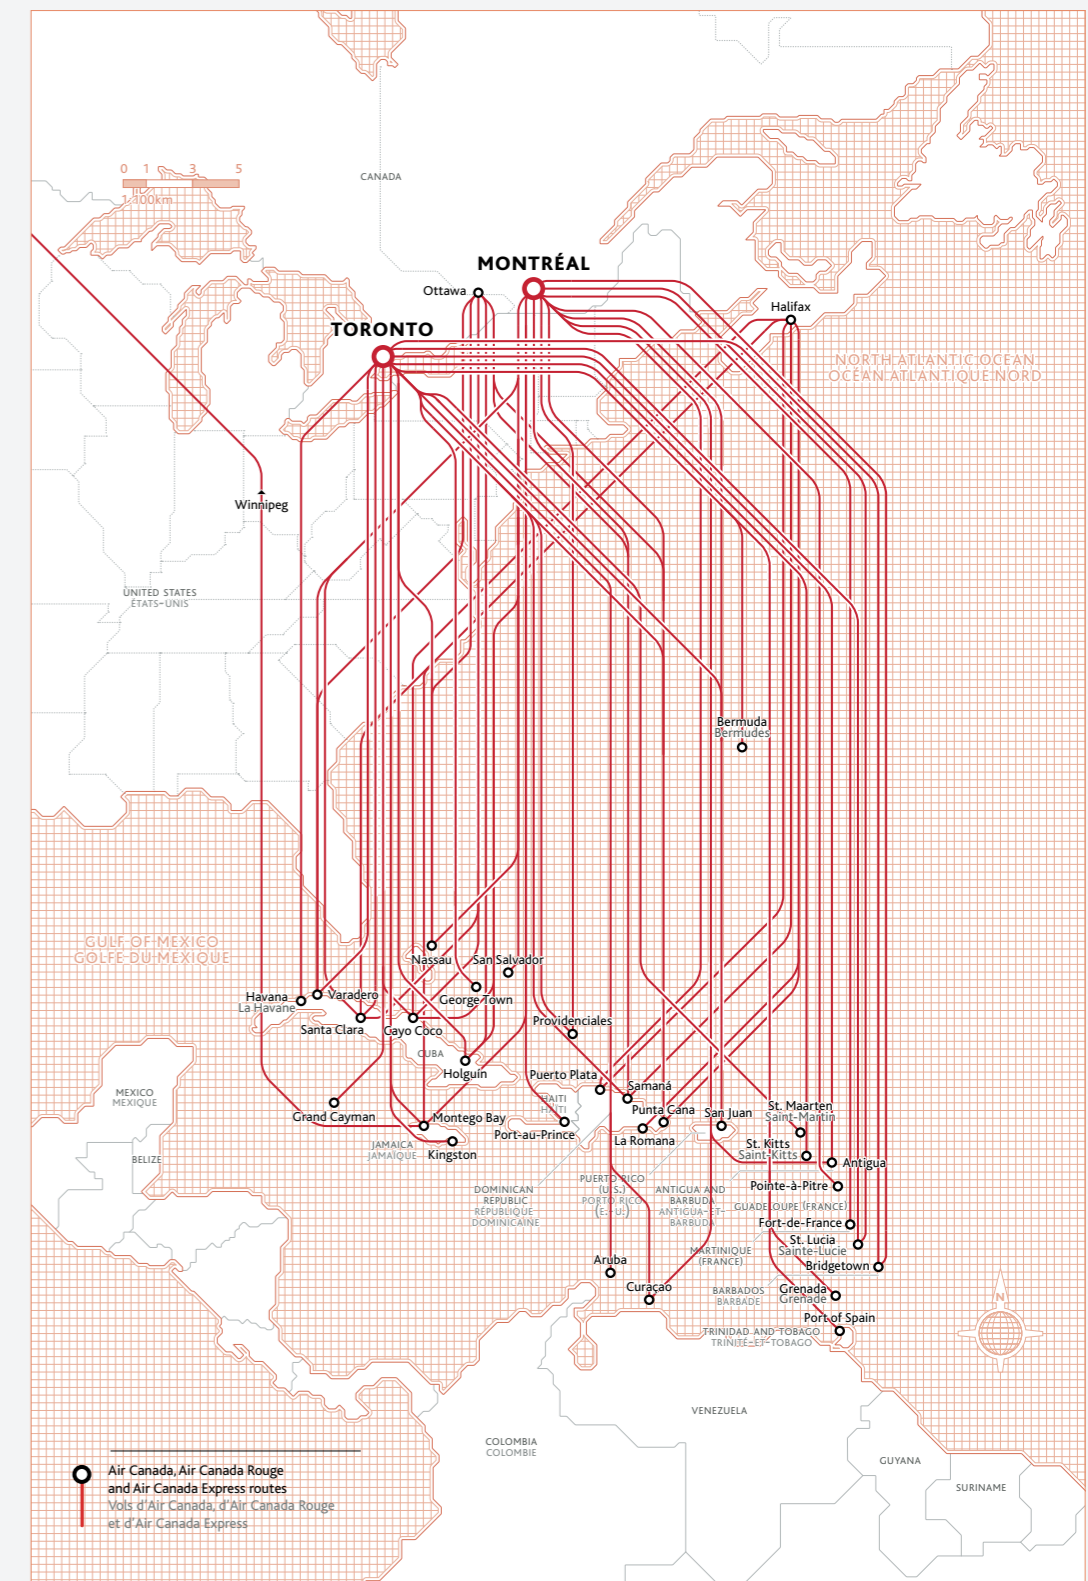 0 1 3 5
1:100km
CANADA
MONTRÉAL
Ottawa
Halifax
TORONTO
NORTH ATLANTIC OCEAN
OCÉAN ATLANTIQUE NORD
Winnipeg
UNITED STATES
ÉTATS-UNIS
Bermuda
Bermudes
GULF OF MEXICO
GOLFE DU MEXIQUE
Nassau
San Salvador
Havana
La Havane
Varadero
George Town
Santa Clara
Cayo Coco
Providenciales
CUBA
Holguín
Puerto Plata
Samaná
MEXICO
MEXIQUE
Grand Cayman
Montego Bay
HAITI
HAÏTI
Port-au-Prince
Punta Cana
La Romana
San Juan
St. Maarten
Saint-Martin
JAMAICA
JAMAÏQUE
Kingston
St. Kitts
Saint-Kitts
Antigua
BELIZE
Pointe-à-Pitre
DOMINICAN
REPUBLIC
RÉPUBLIQUE
DOMINICAINE
PUERTO RICO
(U.S.)
PORTO RICO
(É.-U.)
ANTIGUA AND
BARBUDA
ANTIGUA-ET-
BARBUDA
GUADELOUPE (FRANCE)
Fort-de-France
St. Lucia
Sainte-Lucie
MARTINIQUE
(FRANCE)
Bridgetown
Aruba
Curaçao
BARBADOS
BARBADE
Grenada
Grenade
Port of Spain
TRINIDAD AND TOBAGO
TRINITÉ-ET-TOBAGO
N
VENEZUELA
COLOMBIA
COLOMBIE
GUYANA
SURINAME
Air Canada, Air Canada Rouge
and Air Canada Express routes
Vols d'Air Canada, d'Air Canada Rouge
et d'Air Canada Express